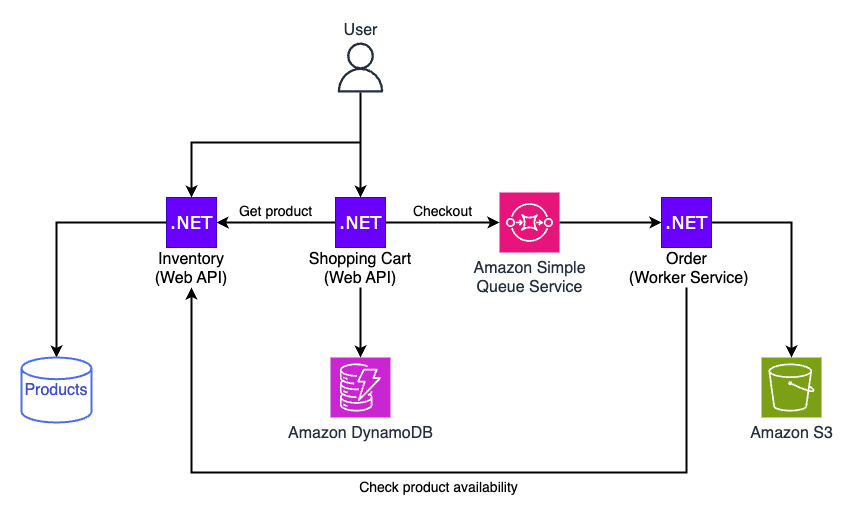 User
.NET
Get product
.NET
Checkout
.NET
Inventory
(Web API)
Shopping Cart
(Web API)
Amazon Simple
Queue Service
Order
(Worker Service)
Products
Amazon DynamoDB
Amazon S3
Check product availability